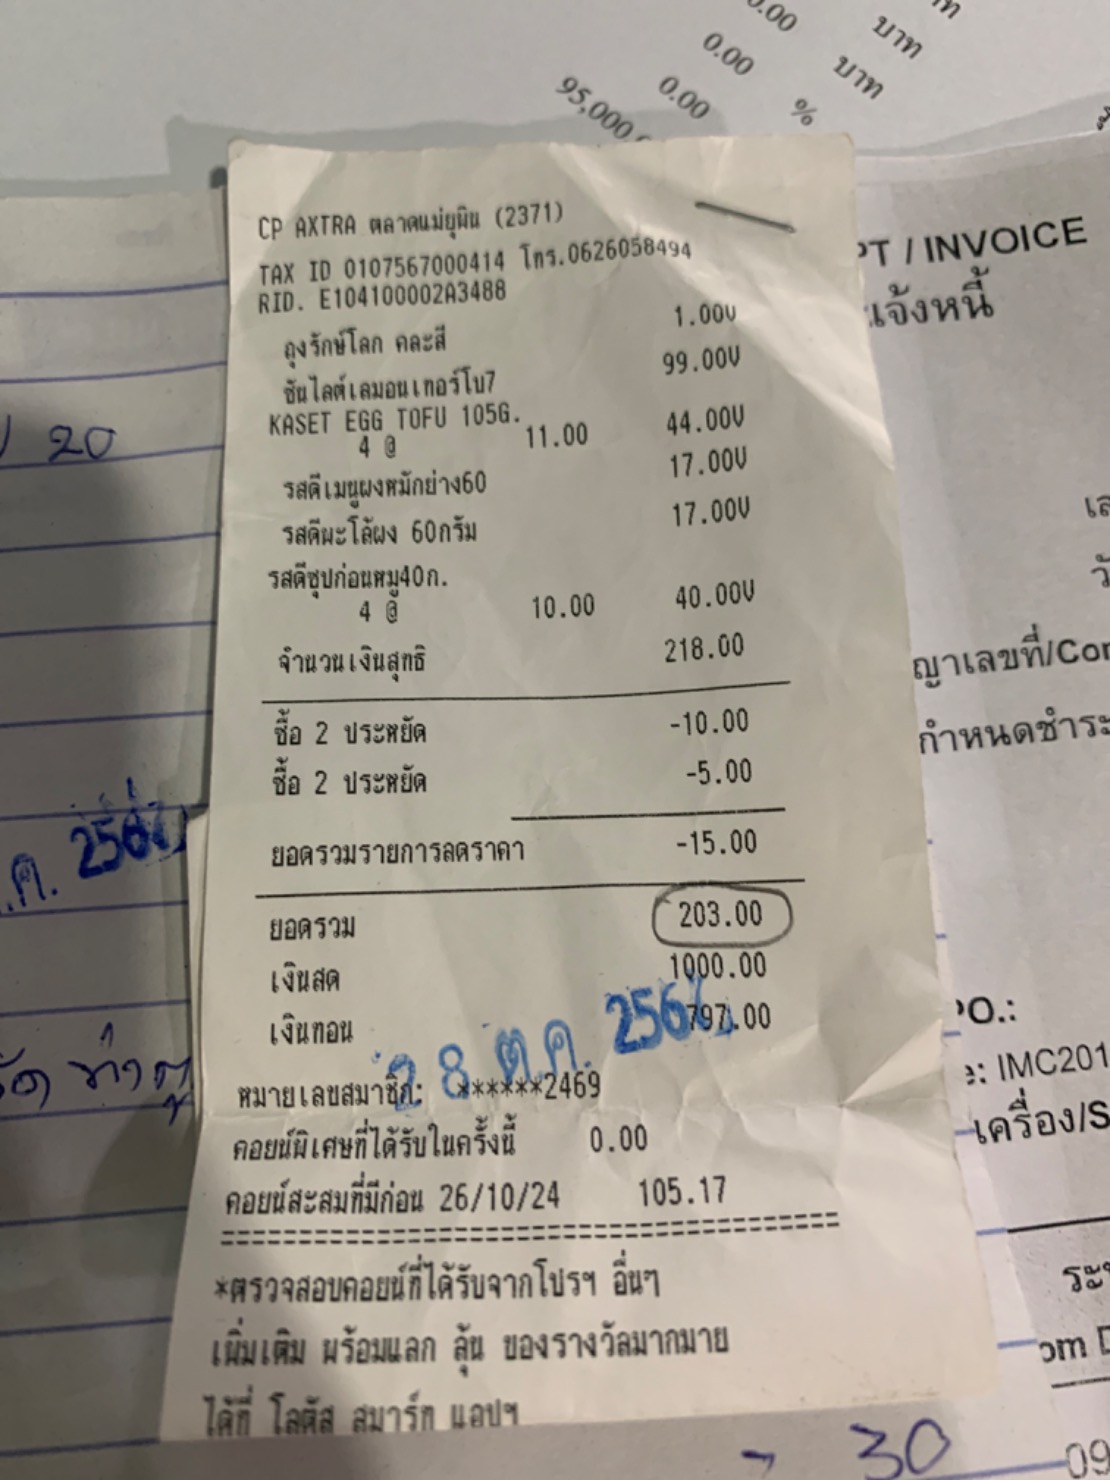 0.00 บาท
0.00 บาท
0.00 %
95,000
CP AXTRA ตลาดแม่ยุมิน (2371)
TAX ID 0107567000414 โทร.0626058494
RID. E104100002A3488
ถุงรักษ์โลก คละสี 1.00V
ซันไลต์เลมอนเทอร์โบ7 99.00V
KASET EGG TOFU 105G.
4 @ 11.00 44.00V
รสดีเมนูผงหมักย่าง60 17.00V
รสดีผะโล้ผง 60กรัม 17.00V
รสดีซุปก่อนหมู40ก.
4 @ 10.00 40.00V
จำนวนเงินสุทธิ 218.00
ซื้อ 2 ประหยัด -10.00
ซื้อ 2 ประหยัด -5.00
ยอดรวมรายการลดราคา -15.00
ยอดรวม 203.00
เงินสด 1000.00
เงินทอน 797.00
28 ต.ค. 2567
หมายเลขสมาชิก: ******2469
คอยน์พิเศษที่ได้รับในครั้งนี้ 0.00
คอยน์สะสมที่มีก่อน 26/10/24 105.17
*ตรวจสอบคอยน์ที่ได้รับจากโปรฯ อื่นๆ
เพิ่มเติม พร้อมแลก ลุ้น ของรางวัลมากมาย
ได้ที่ โลตัส สมาร์ท แอปฯ
20
.ค. 2567
PT / INVOICE
แจ้งหนี้
ญาเลขที่/Con
กำหนดชำระ
PO.:
e: IMC201
เครื่อง/S
om D
- 30
09